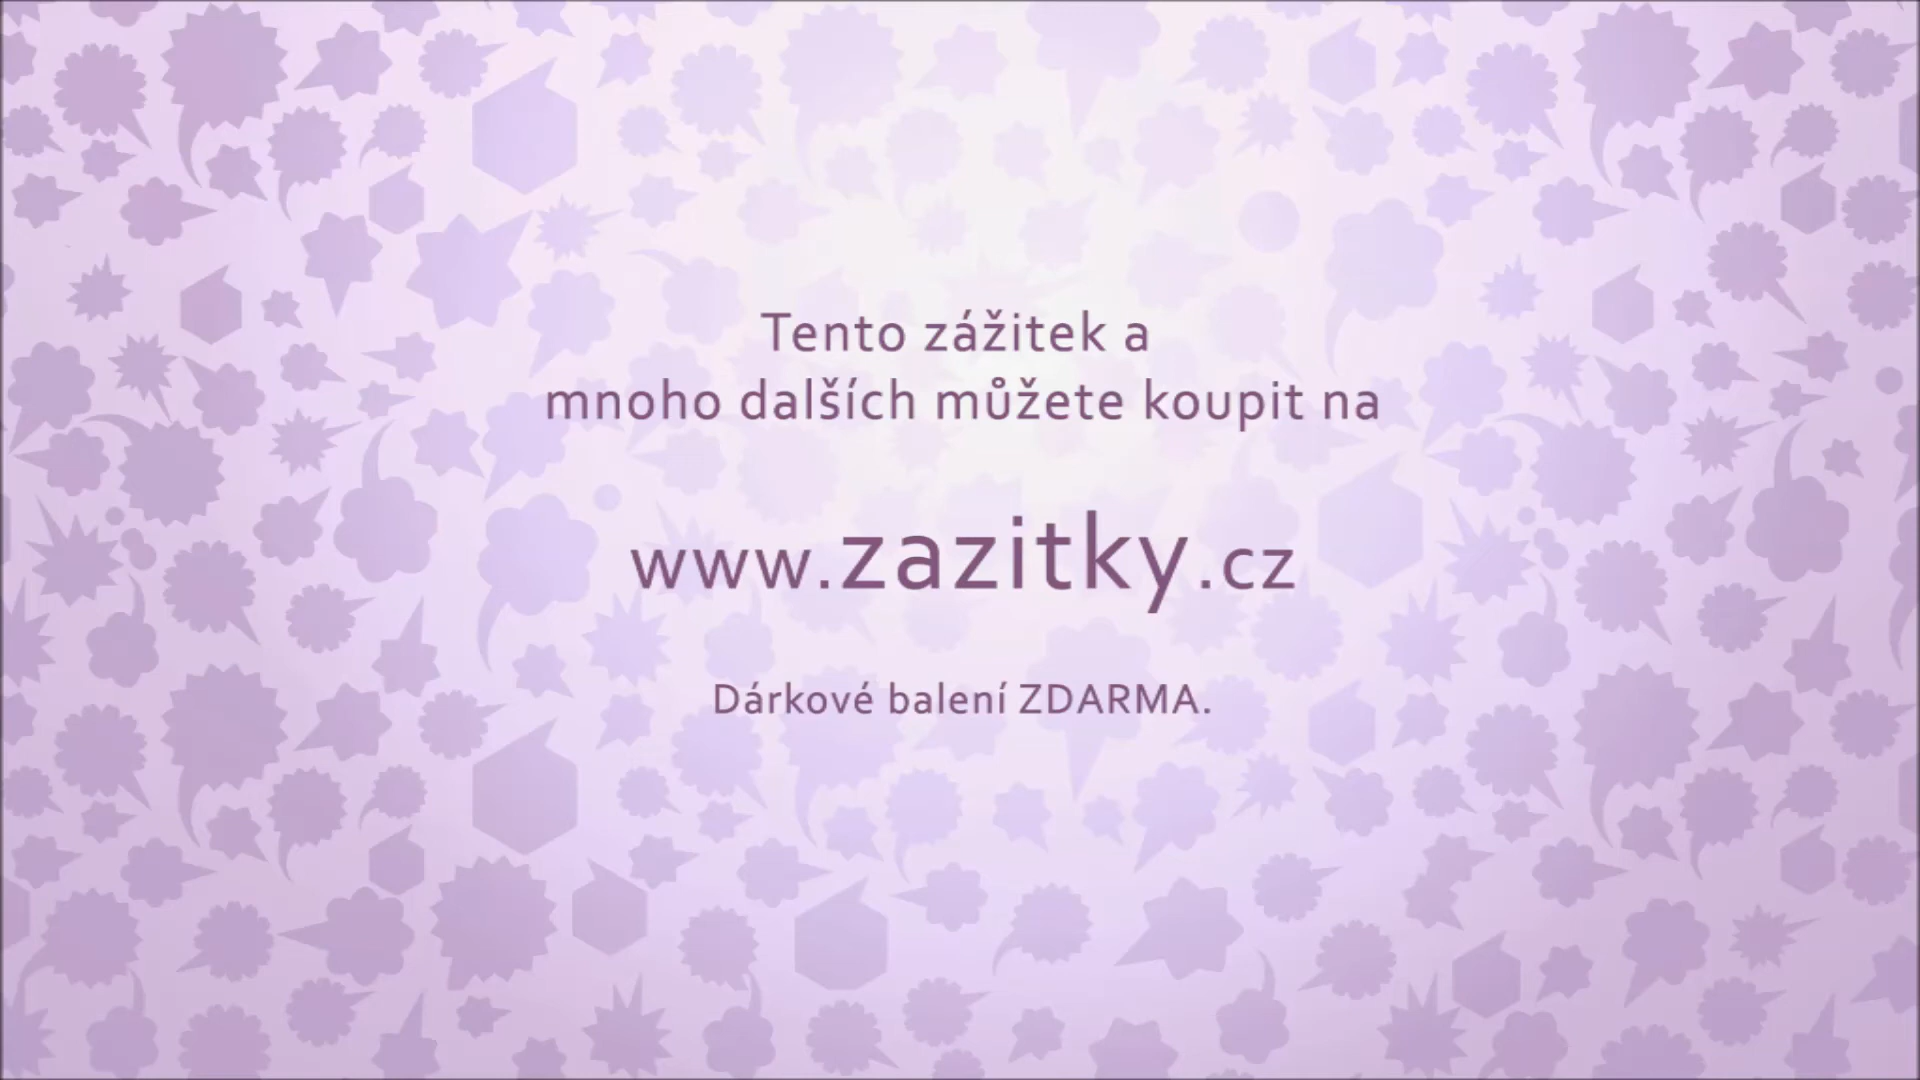 Tento zážitek a
mnoho dalších můžete koupit na
www.zazitky.cz
Dárkové balení ZDARMA.